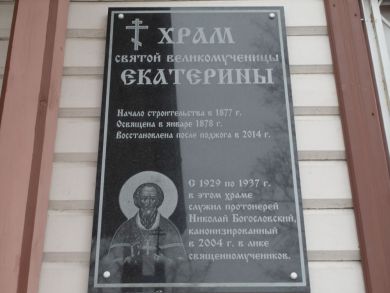 ХРАМ
СВЯТОЙ ВЕЛИКОМУЧЕНИЦЫ
ЕКАТЕРИНЫ
Начало строительства в 1877 г.
Освящена в январе 1878 г.
Восстановлена после поджога в 2014 г.
С 1929 по 1937 г.
в этом храме
служил протоиерей
Николай Богословский,
канонизированный
в 2004 г. в лике
священномучеников.